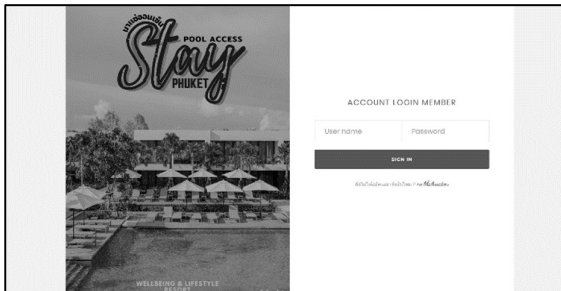 POOL ACCESS
Stay
PHUKET
WELLBEING & LIFESTYLE
RESORT
ACCOUNT LOGIN MEMBER
User name
Password
SIGN IN